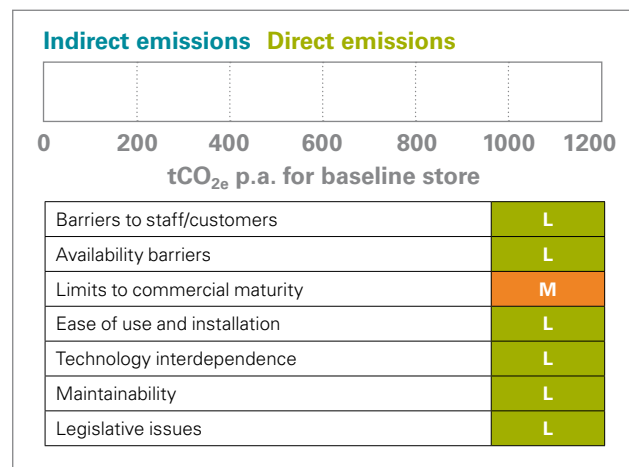 Indirect emissions Direct emissions
0 200 400 600 800 1000 1200
tCO2e p.a. for baseline store
Barriers to staff/customers L
Availability barriers L
Limits to commercial maturity M
Ease of use and installation L
Technology interdependence L
Maintainability L
Legislative issues L